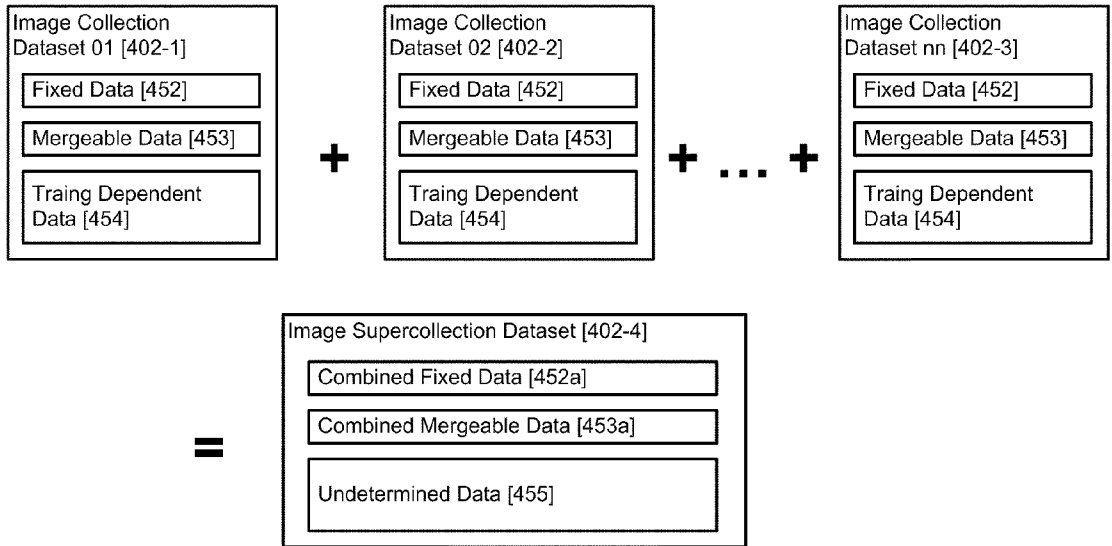 Image Collection
Dataset 01 [402-1]
Fixed Data [452]
Mergeable Data [453]
Traing Dependent
Data [454]
+
Image Collection
Dataset 02 [402-2]
Fixed Data [452]
Mergeable Data [453]
Traing Dependent
Data [454]
+ ... +
Image Collection
Dataset nn [402-3]
Fixed Data [452]
Mergeable Data [453]
Traing Dependent
Data [454]
=
Image Supercollection Dataset [402-4]
Combined Fixed Data [452a]
Combined Mergeable Data [453a]
Undetermined Data [455]